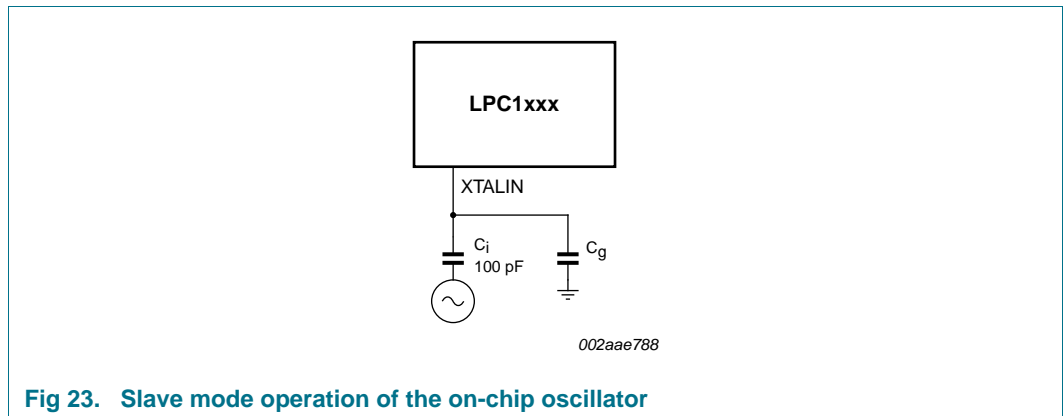 LPC1xxx
XTALIN
Ci
100 pF
Cg
002aae788
Fig 23. Slave mode operation of the on-chip oscillator